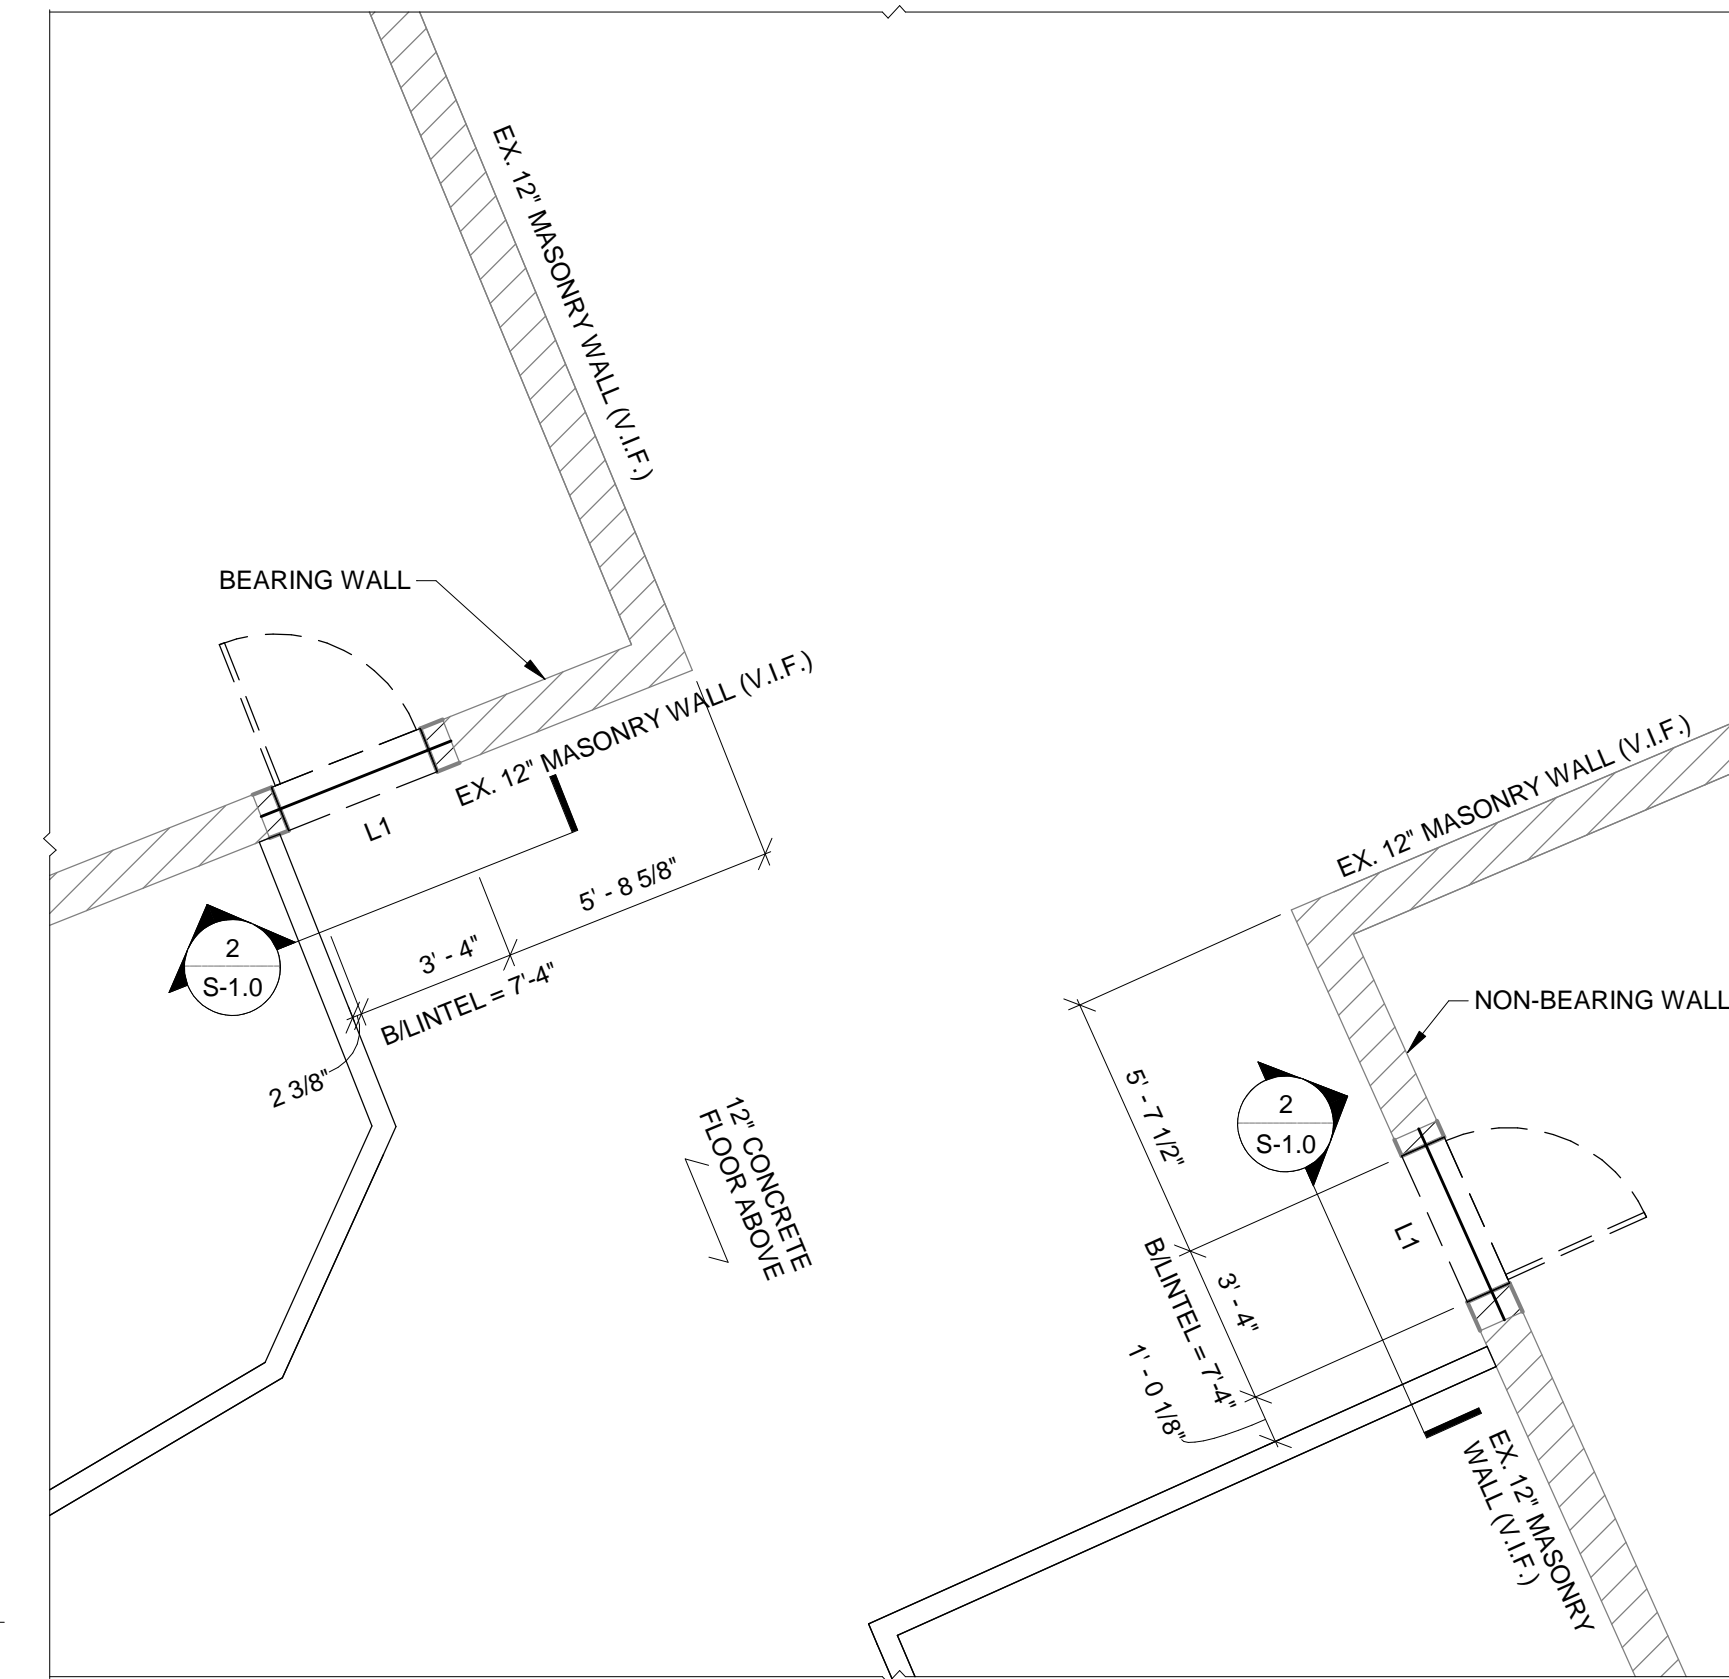 EX. 12" MASONRY WALL (V.I.F.)
BEARING WALL
EX. 12" MASONRY WALL (V.I.F.)
L1
5' - 8 5/8"
3' - 4"
B/LINTEL = 7'-4"
2 3/8"
2
S-1.0
12" CONCRETE
FLOOR ABOVE
EX. 12" MASONRY WALL (V.I.F.)
NON-BEARING WALL
5' - 7 1/2"
2
S-1.0
L1
3' - 4"
B/LINTEL = 7'-4"
1' - 0 1/8"
EX. 12" MASONRY
WALL (V.I.F.)